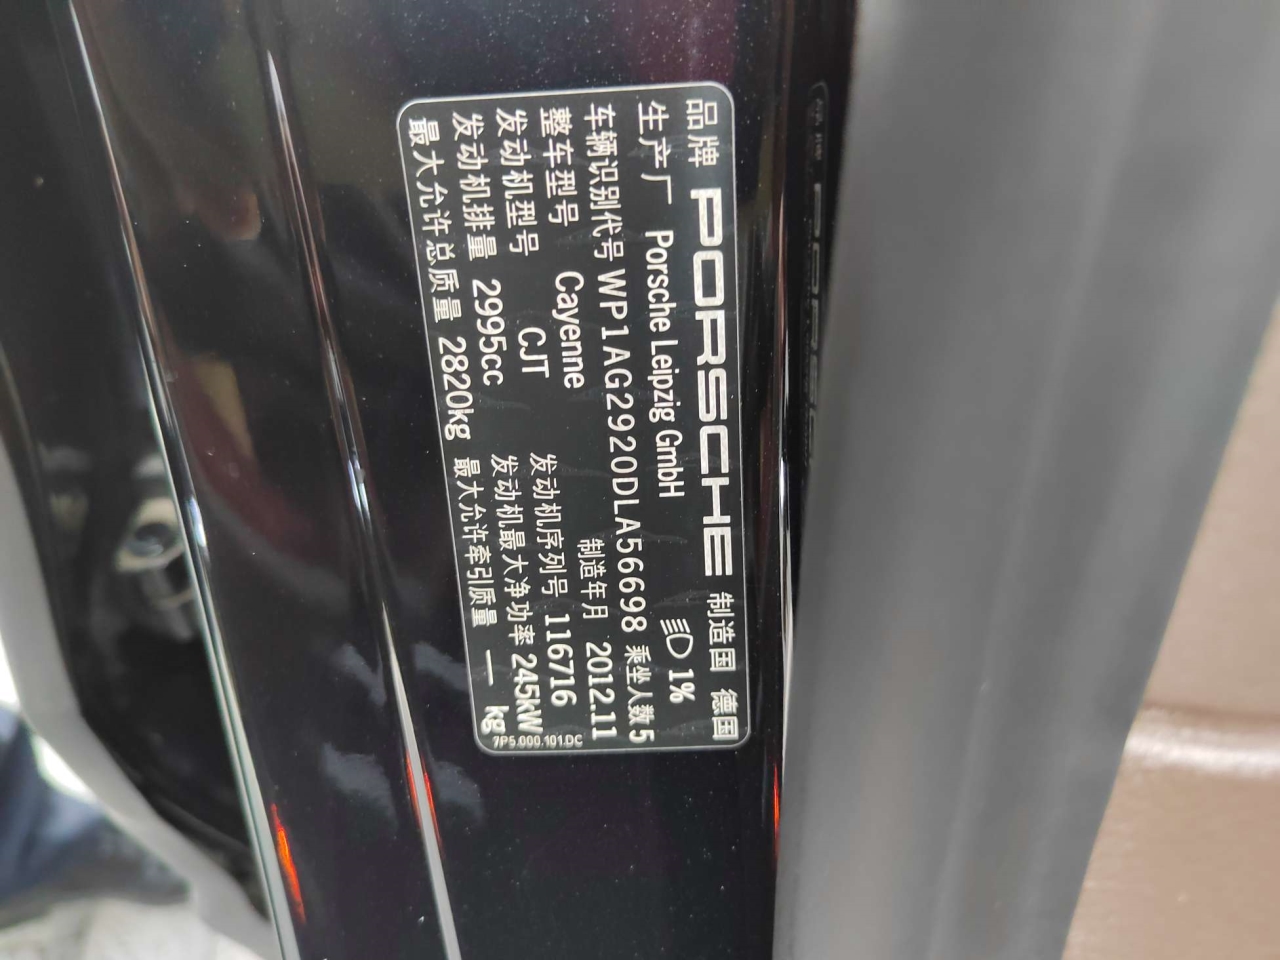 品牌 PORSCHE 制造国 德国
生产厂 Porsche Leipzig GmbH 1%
车辆识别代号 WP1AG2920DLA56698 乘坐人数 5
整车型号 Cayenne 制造年月 2012.11
发动机型号 CJT 发动机序列号 116716
发动机排量 2995cc 发动机最大净功率 245kW
最大允许总质量 2820kg 最大允许牵引质量 — kg
7P5.000.101.DC